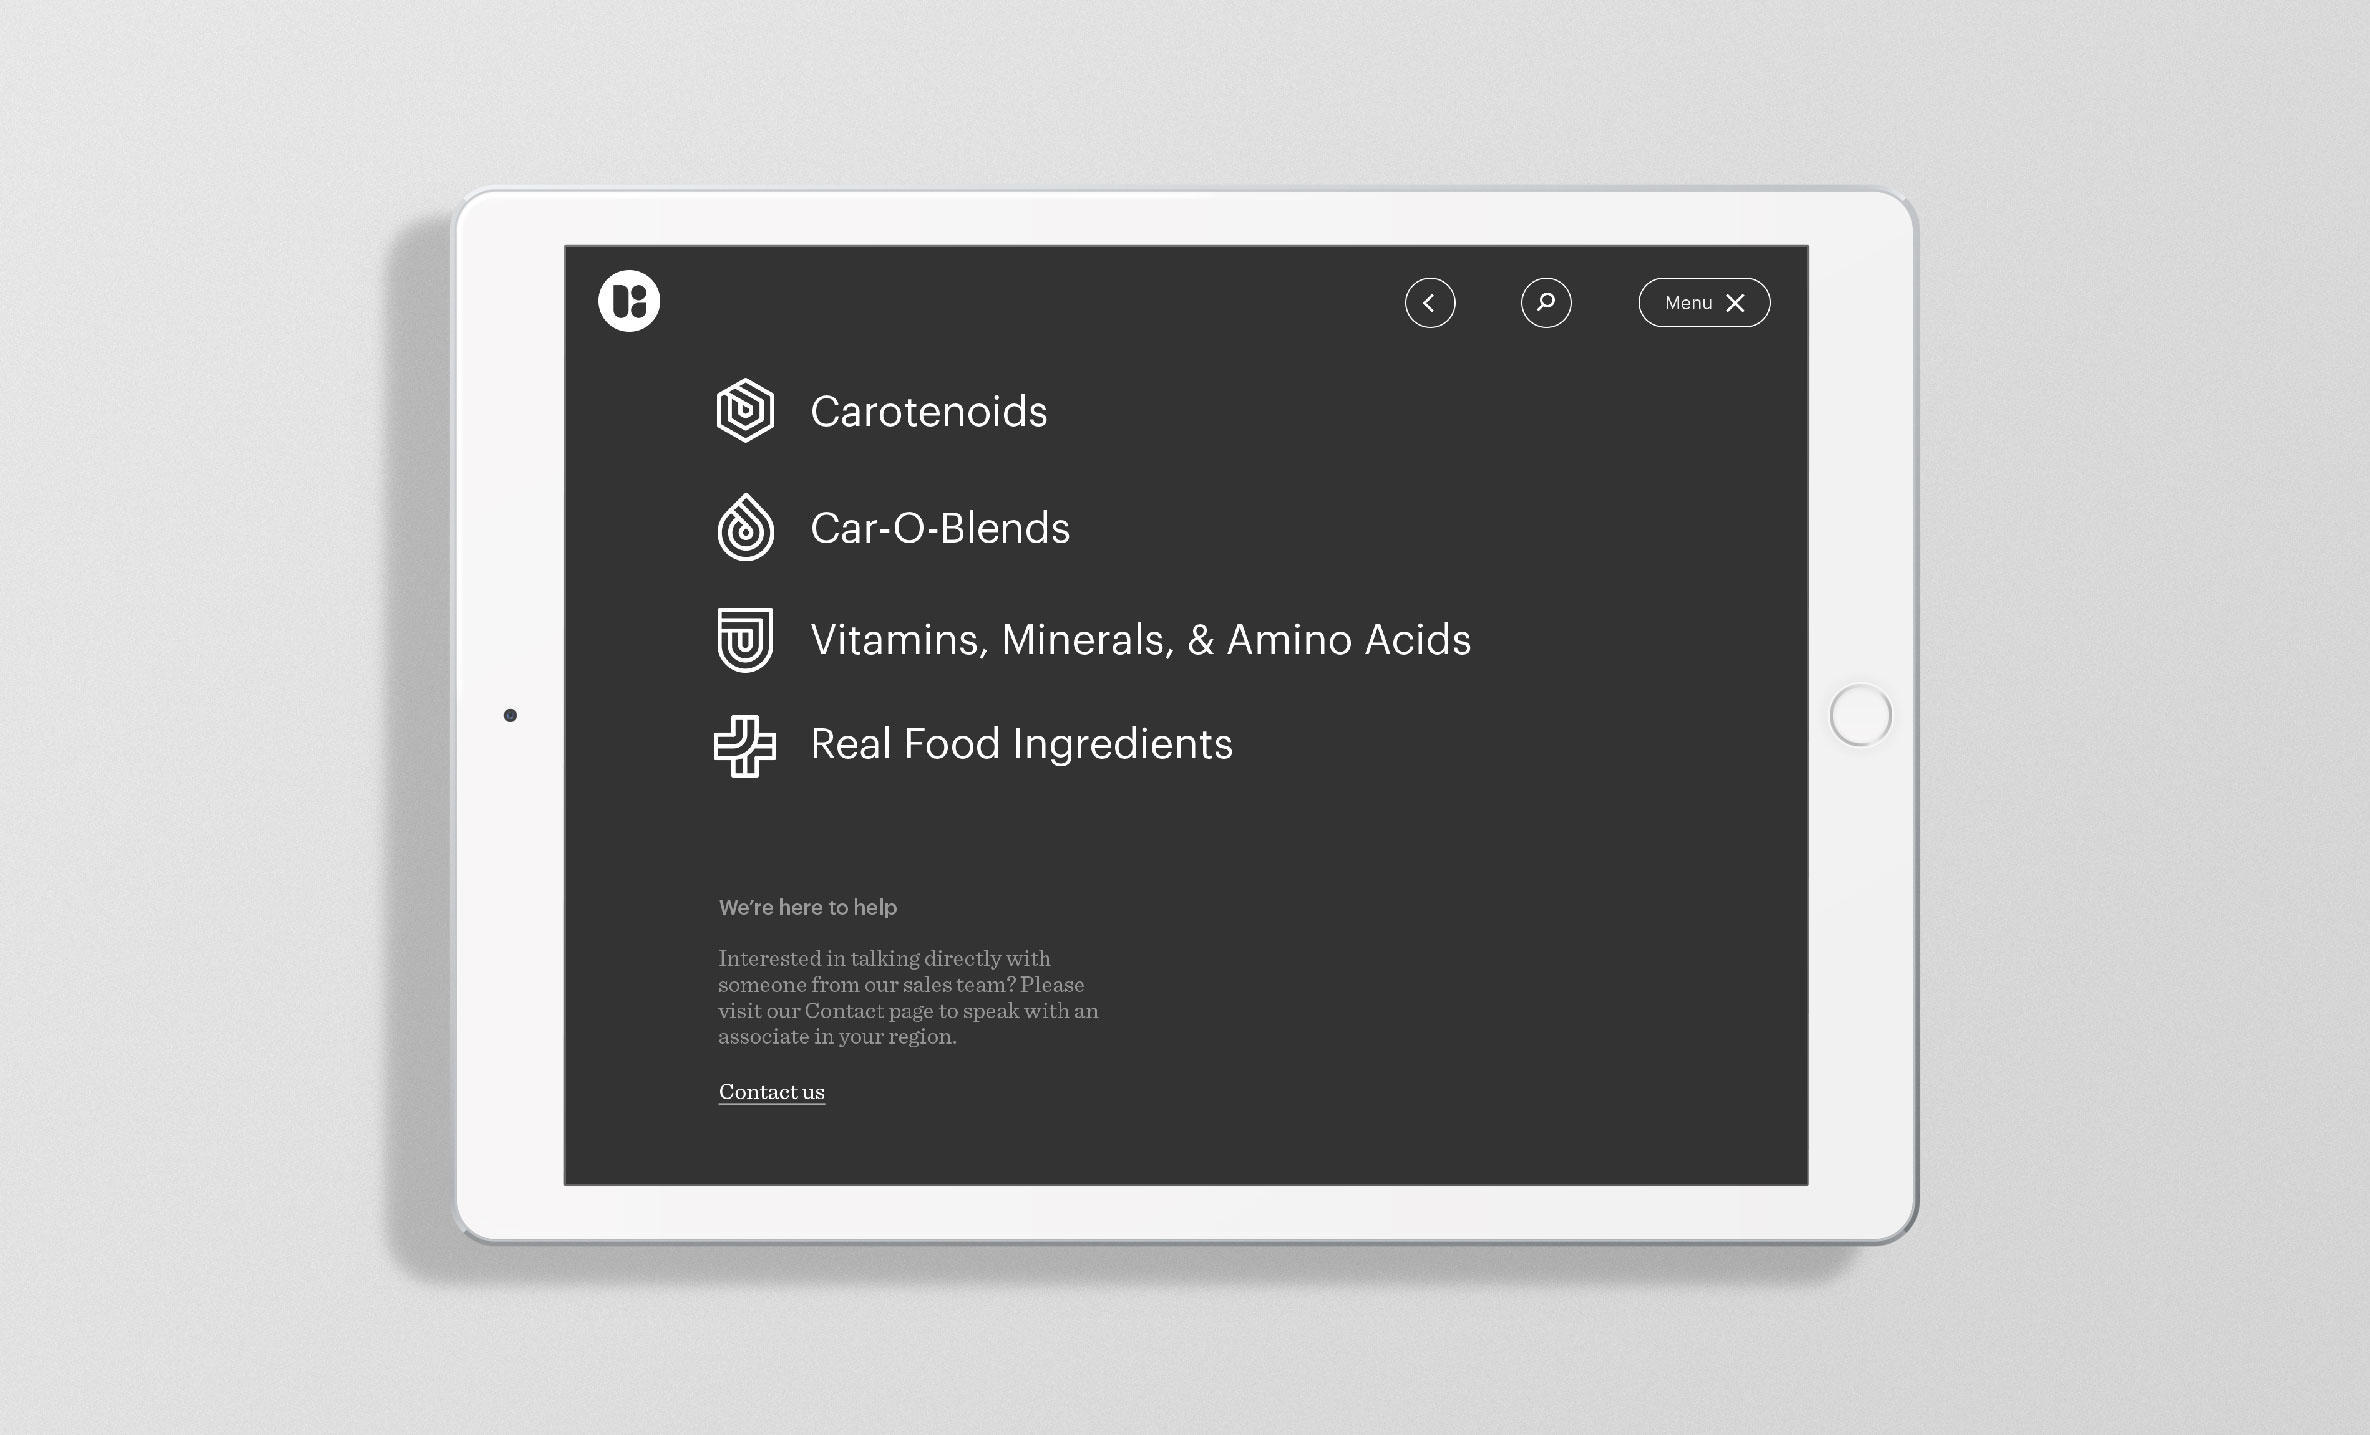 Menu
Carotenoids
Car-O-Blends
Vitamins, Minerals, & Amino Acids
Real Food Ingredients
We’re here to help
Interested in talking directly with
someone from our sales team? Please
visit our Contact page to speak with an
associate in your region.
Contact us